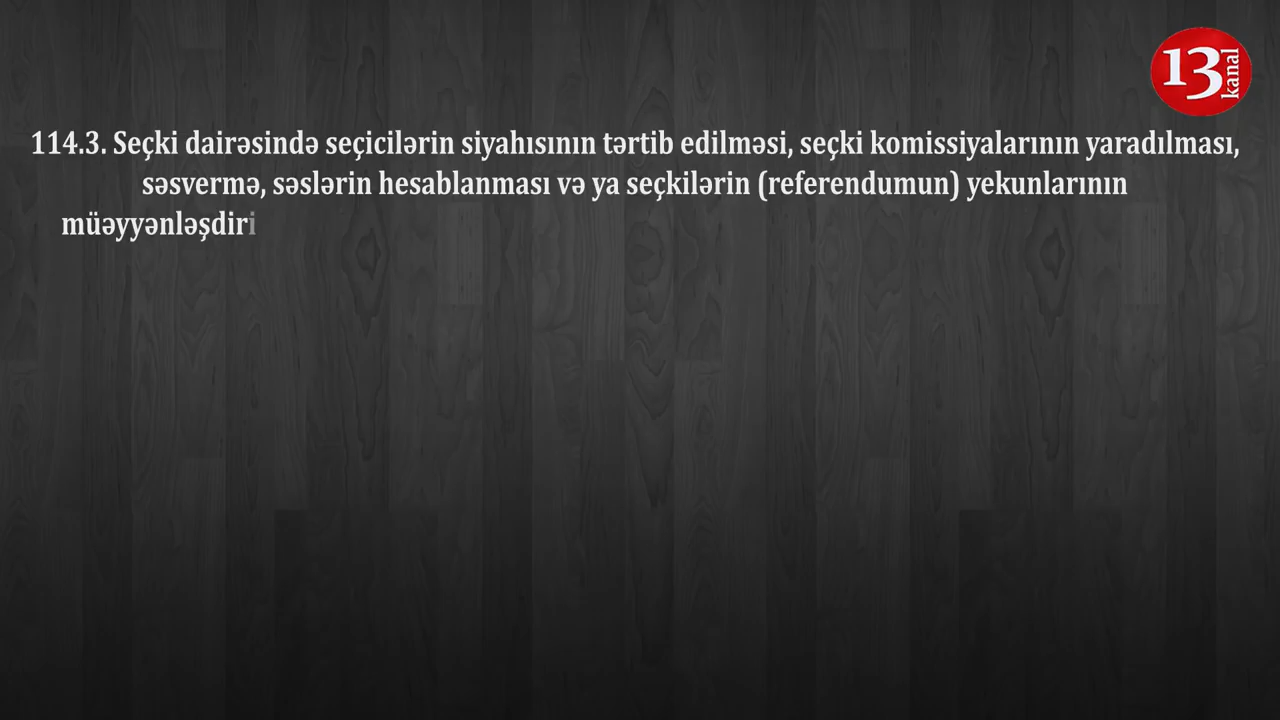 13 kanal
114.3. Seçki dairəsində seçicilərin siyahısının tərtib edilməsi, seçki komissiyalarının yaradılması,
səsvermə, səslərin hesablanması və ya seçkilərin (referendumun) yekunlarının
müəyyənləşdiri